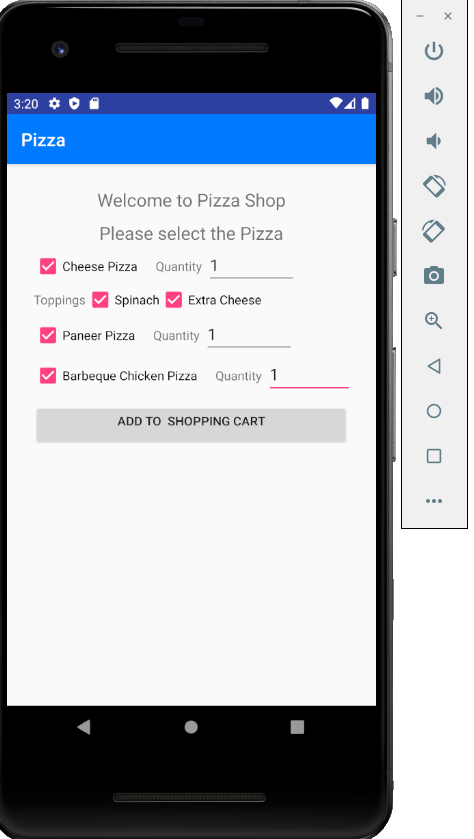 3:20
Pizza
Welcome to Pizza Shop
Please select the Pizza
Cheese Pizza Quantity 1
Toppings Spinach Extra Cheese
Paneer Pizza Quantity 1
Barbeque Chicken Pizza Quantity 1
ADD TO SHOPPING CART